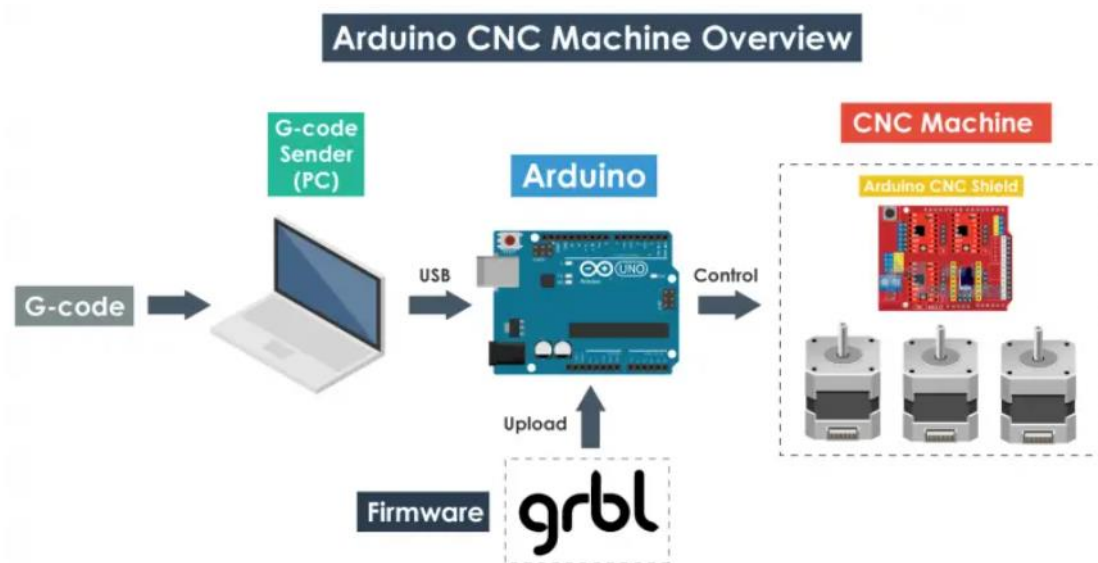 Arduino CNC Machine Overview
G-code
Sender
(PC)
Arduino
CNC Machine
Arduino CNC Shield
UNO
Arduino
G-code
USB
Control
Upload
Firmware
grbl